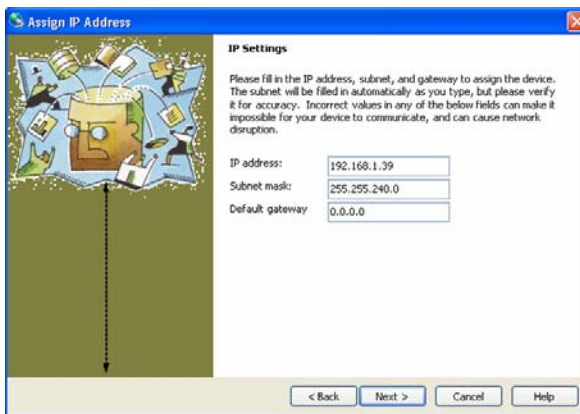 Assign IP Address
IP Settings
Please fill in the IP address, subnet, and gateway to assign the device.
The subnet will be filled in automatically as you type, but please verify
it for accuracy. Incorrect values in any of the below fields can make it
impossible for your device to communicate, and can cause network
disruption.
IP address: 192.168.1.39
Subnet mask: 255.255.240.0
Default gateway 0.0.0.0
< Back Next > Cancel Help